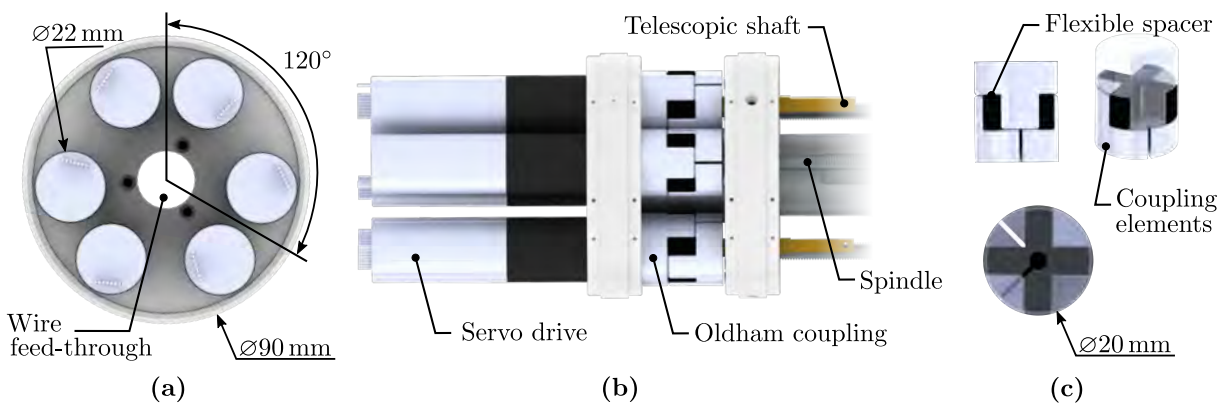 (a)
⌀22 mm
120°
Wire
feed-through
⌀90 mm
(b)
Telescopic shaft
Spindle
Servo drive
Oldham coupling
(c)
Flexible spacer
Coupling
elements
⌀20 mm
(a)
(b)
(c)